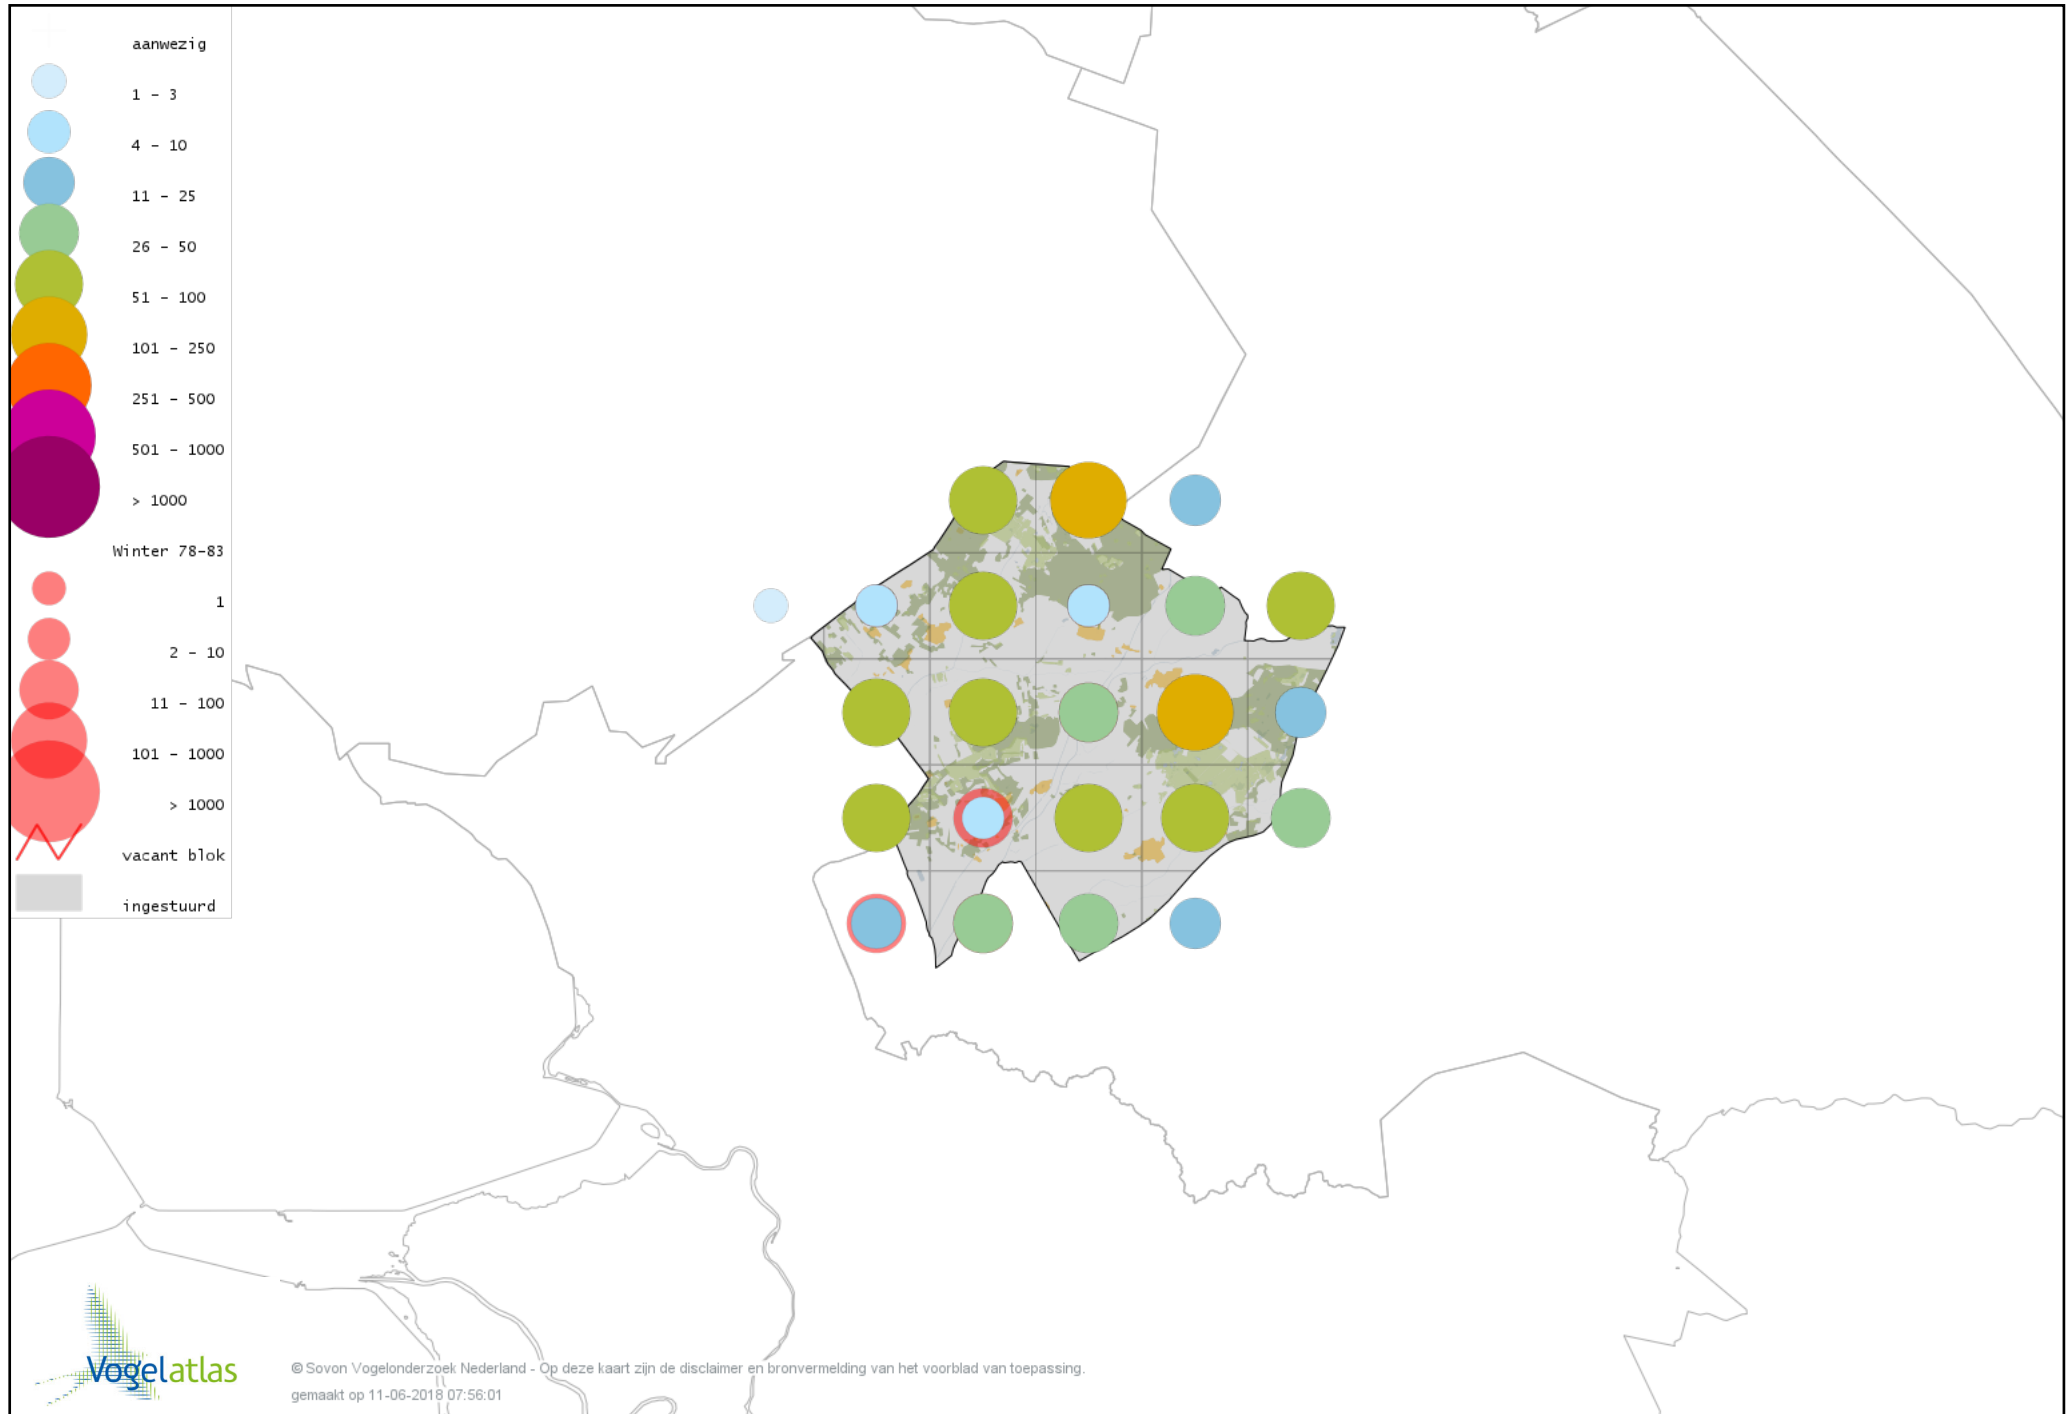 aanwezig
1 - 3
4 - 10
11 - 25
26 - 50
51 - 100
101 - 250
251 - 500
501 - 1000
> 1000
Winter 78-83
1
2 - 10
11 - 100
101 - 1000
> 1000
vacant blok
ingestuurd
Vogelatlas
© Sovon Vogelonderzoek Nederland - Op deze kaart zijn de disclaimer en bronvermelding van het voorblad van toepassing.
gemaakt op 11-06-2018 07:56:01